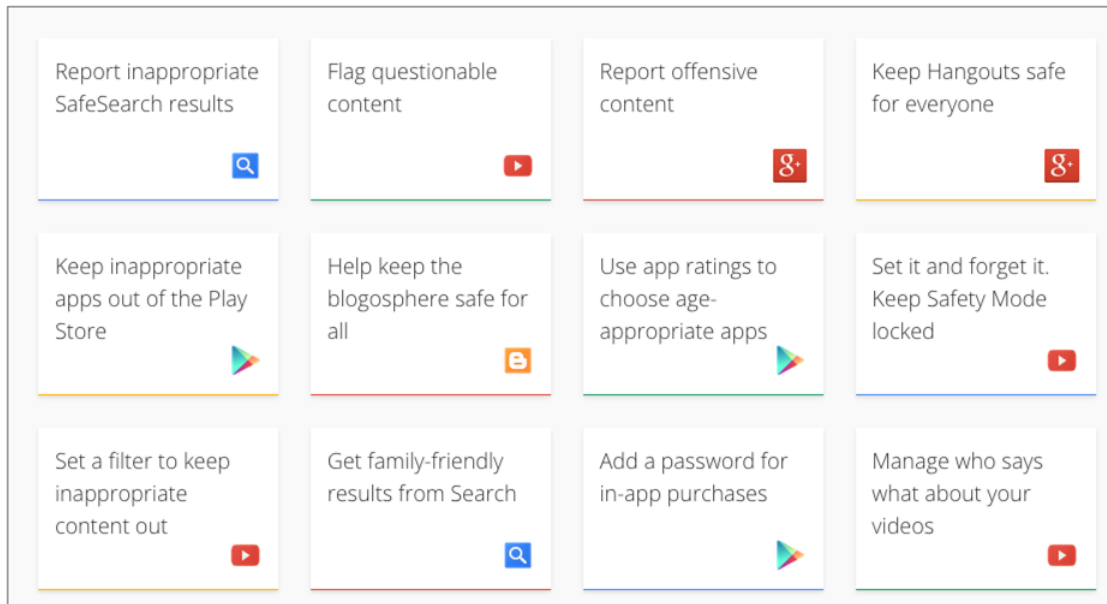 Report inappropriate
SafeSearch results
Flag questionable
content
Report offensive
content
g+
Keep Hangouts safe
for everyone
g+
Keep inappropriate
apps out of the Play
Store
Help keep the
blogosphere safe for
all
Use app ratings to
choose age-
appropriate apps
Set it and forget it.
Keep Safety Mode
locked
Set a filter to keep
inappropriate
content out
Get family-friendly
results from Search
Add a password for
in-app purchases
Manage who says
what about your
videos